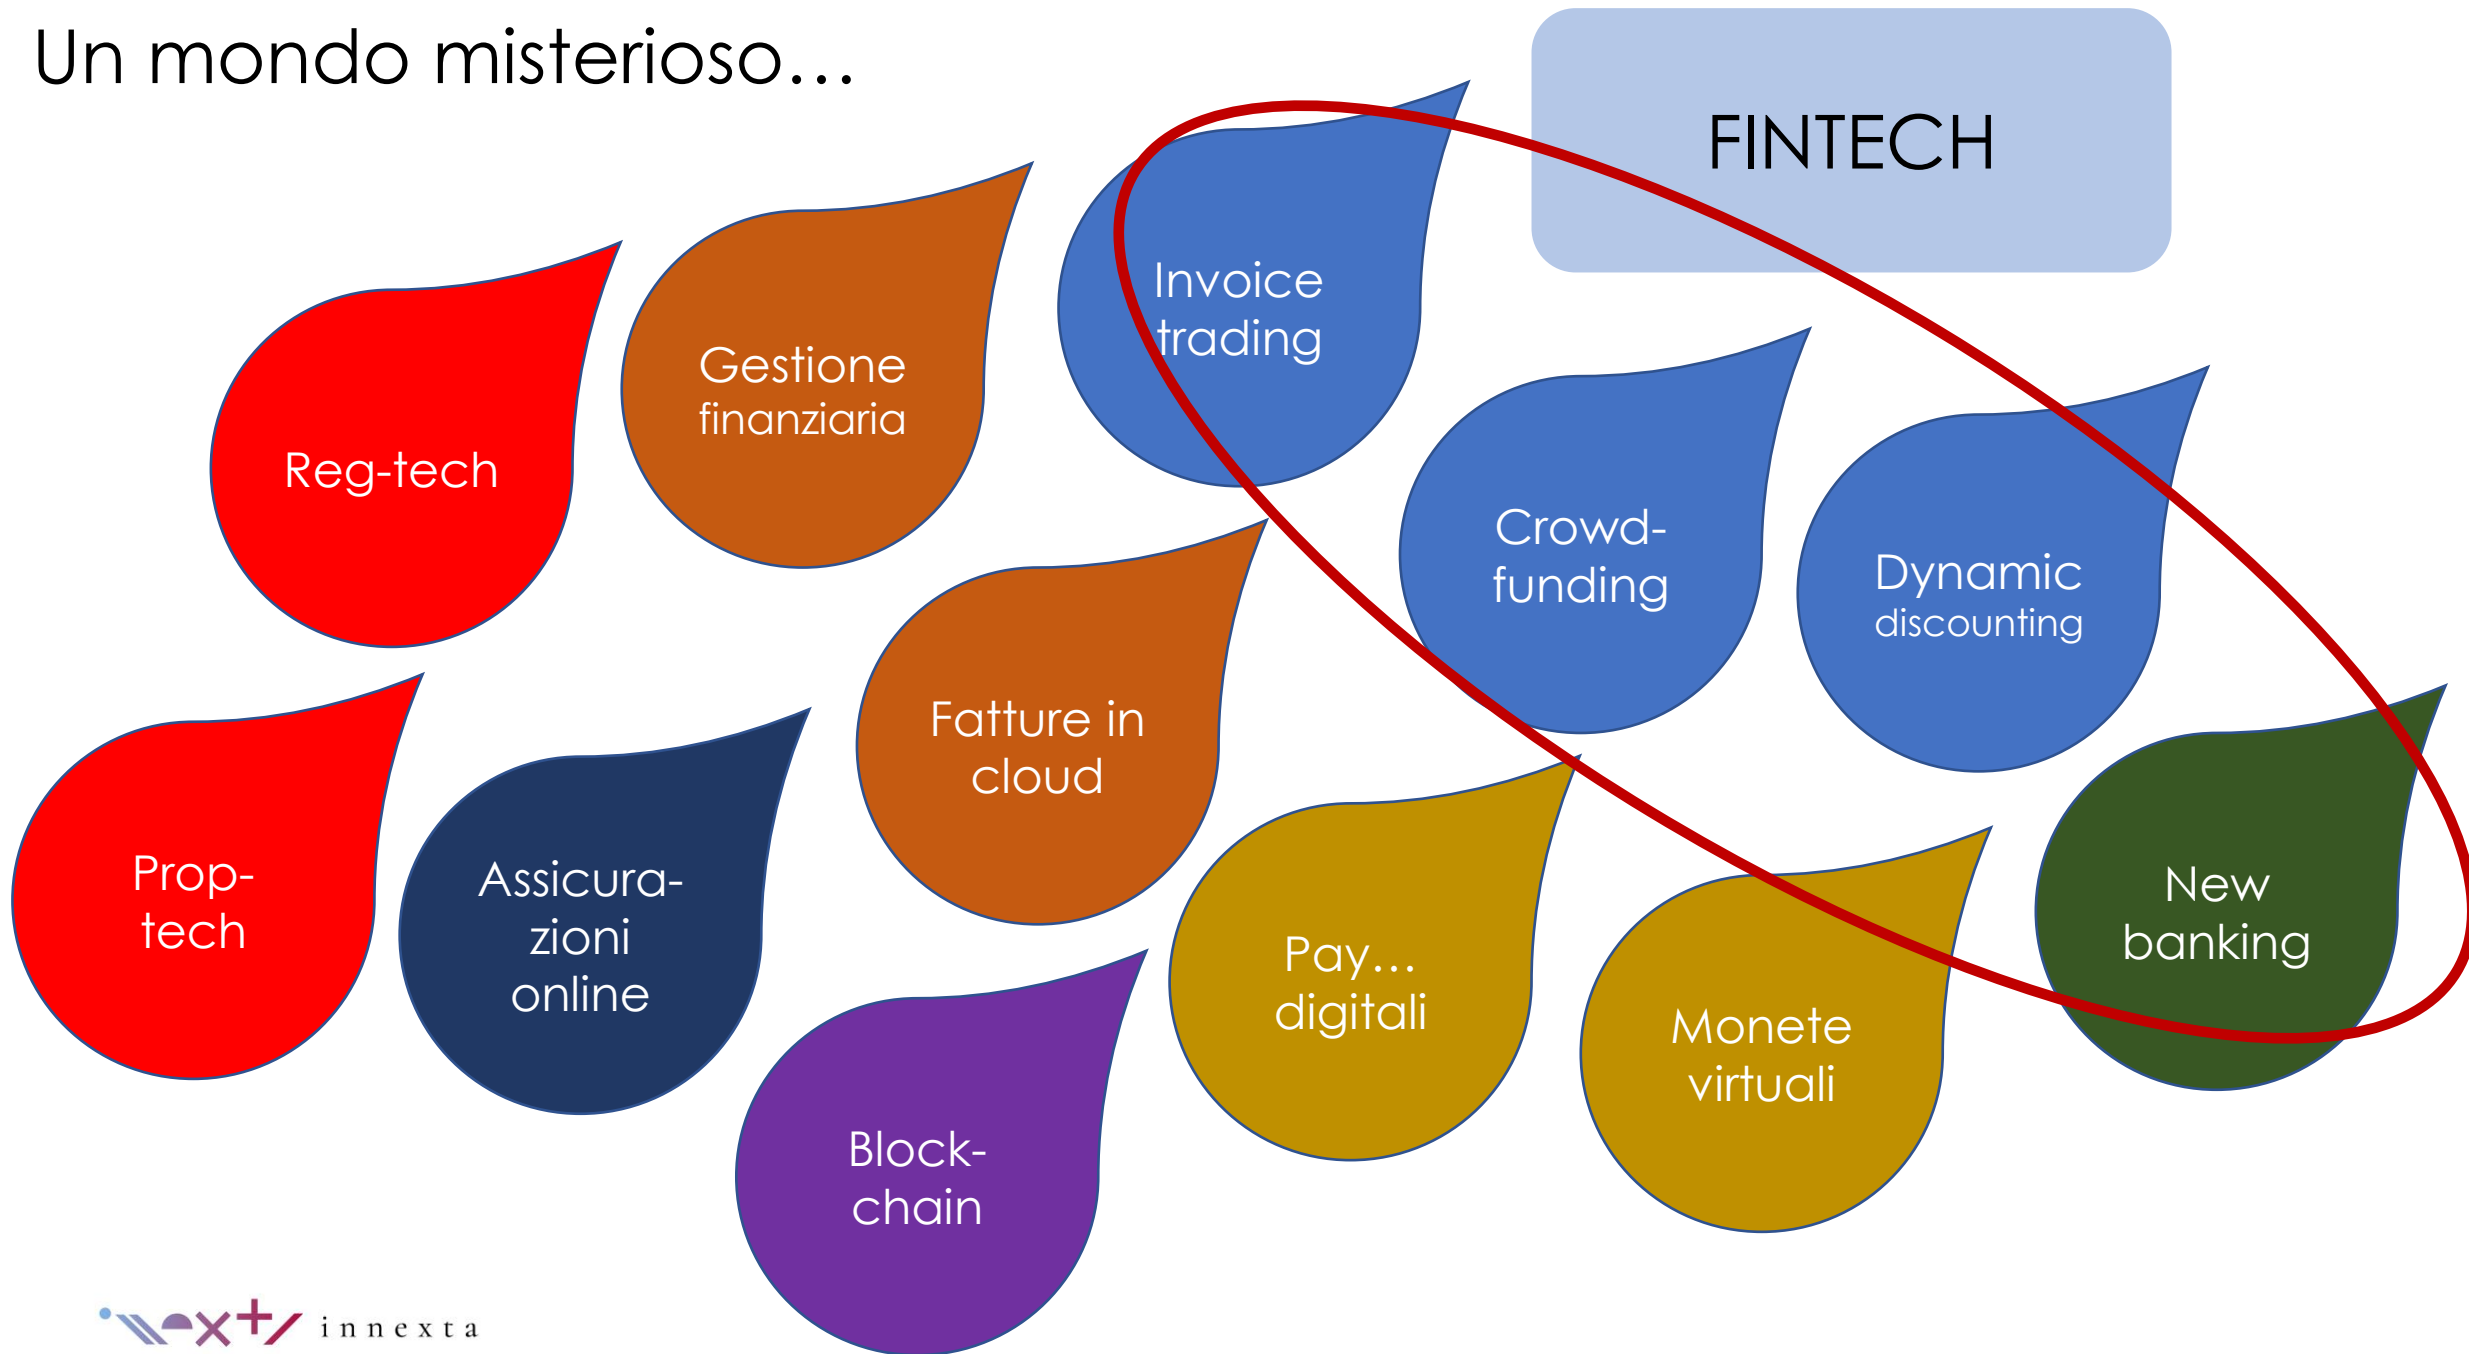 Un mondo misterioso...
FINTECH
Invoice
trading
Gestione
finanziaria
Reg-tech
Crowd-
funding
Dynamic
discounting
Fatture in
cloud
Prop-
tech
Assicura-
zioni
online
New
banking
Pay...
digitali
Monete
virtuali
Block-
chain
innexta